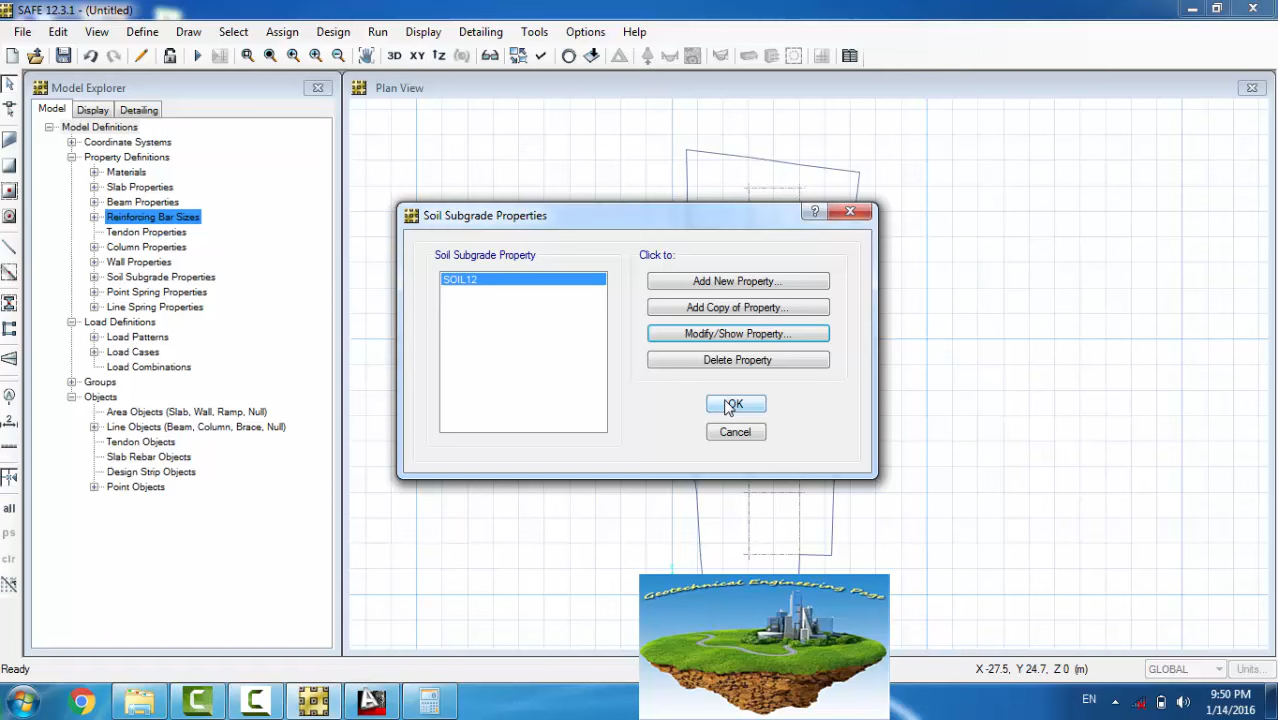 SAFE 12.3.1 - (Untitled)
File Edit View Define Draw Select Assign Design Run Display Detailing Tools Options Help
3D XY
Model Explorer
Plan View
Model Display Detailing
Model Definitions
Coordinate Systems
Property Definitions
Materials
Slab Properties
Beam Properties
Reinforcing Bar Sizes
Tendon Properties
Column Properties
Wall Properties
Soil Subgrade Properties
Point Spring Properties
Line Spring Properties
Load Definitions
Load Patterns
Load Cases
Load Combinations
Groups
Objects
Area Objects (Slab, Wall, Ramp, Null)
Line Objects (Beam, Column, Brace, Null)
Tendon Objects
Slab Rebar Objects
Design Strip Objects
Point Objects
all
ps
clr
Soil Subgrade Properties
Soil Subgrade Property
SOIL12
Click to:
Add New Property...
Add Copy of Property...
Modify/Show Property...
Delete Property
OK
Cancel
Geotechnical Engineering Page
Ready
X -27.5, Y 24.7, Z 0 (m)
GLOBAL
Units...
EN
9:50 PM
1/14/2016